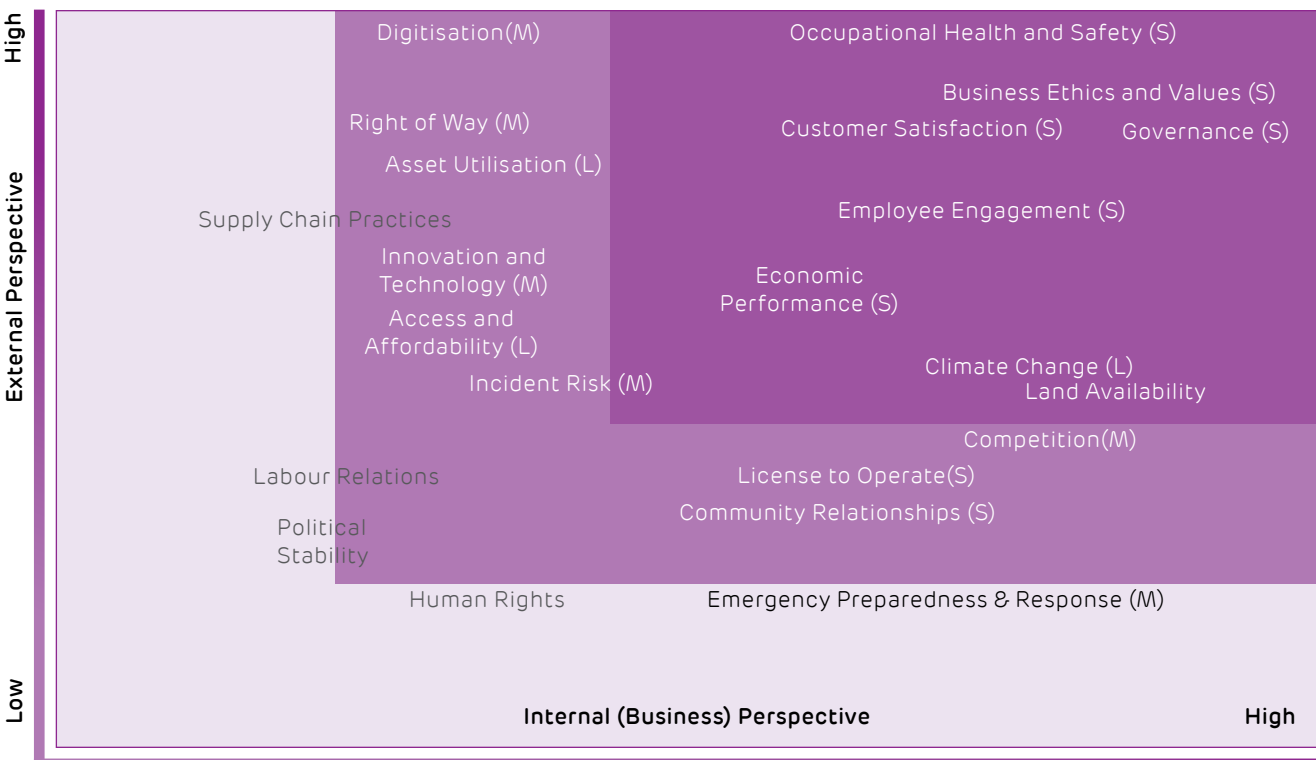 High
Digitisation(M)
Occupational Health and Safety (S)
Business Ethics and Values (S)
Right of Way (M)
Customer Satisfaction (S)
Governance (S)
Asset Utilisation (L)
Supply Chain Practices
Employee Engagement (S)
External Perspective
Innovation and
Technology (M)
Economic
Performance (S)
Access and
Affordability (L)
Incident Risk (M)
Climate Change (L)
Land Availability
Competition(M)
Labour Relations
License to Operate(S)
Community Relationships (S)
Political
Stability
Human Rights
Emergency Preparedness & Response (M)
Low
Internal (Business) Perspective
High